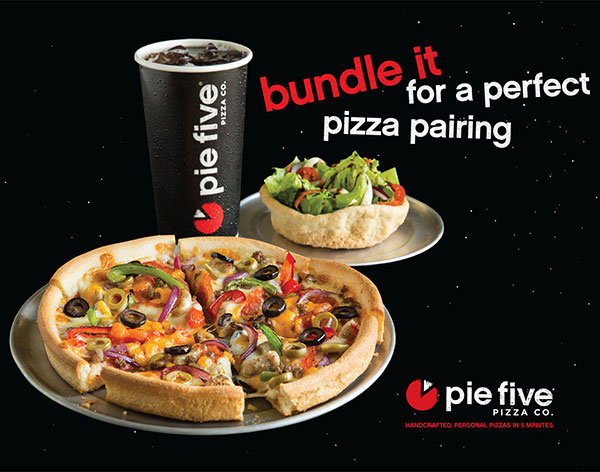 bundle it
for a perfect
pizza pairing
pie five®
PIZZA CO.
pie five®
PIZZA CO.
HANDCRAFTED, PERSONAL PIZZAS IN 5 MINUTES